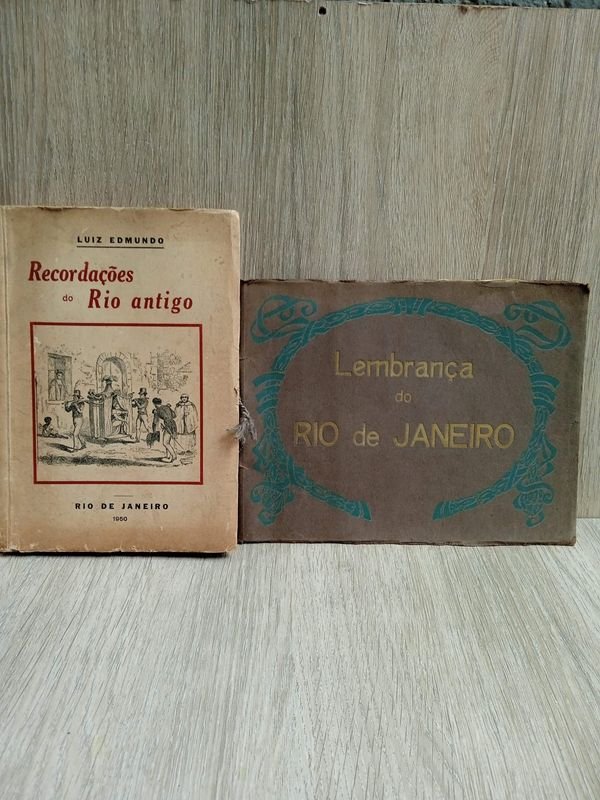 LUIZ EDMUNDO
Recordações
do Rio antigo
RIO DE JANEIRO
1950
Lembrança
do
RIO de JANEIRO